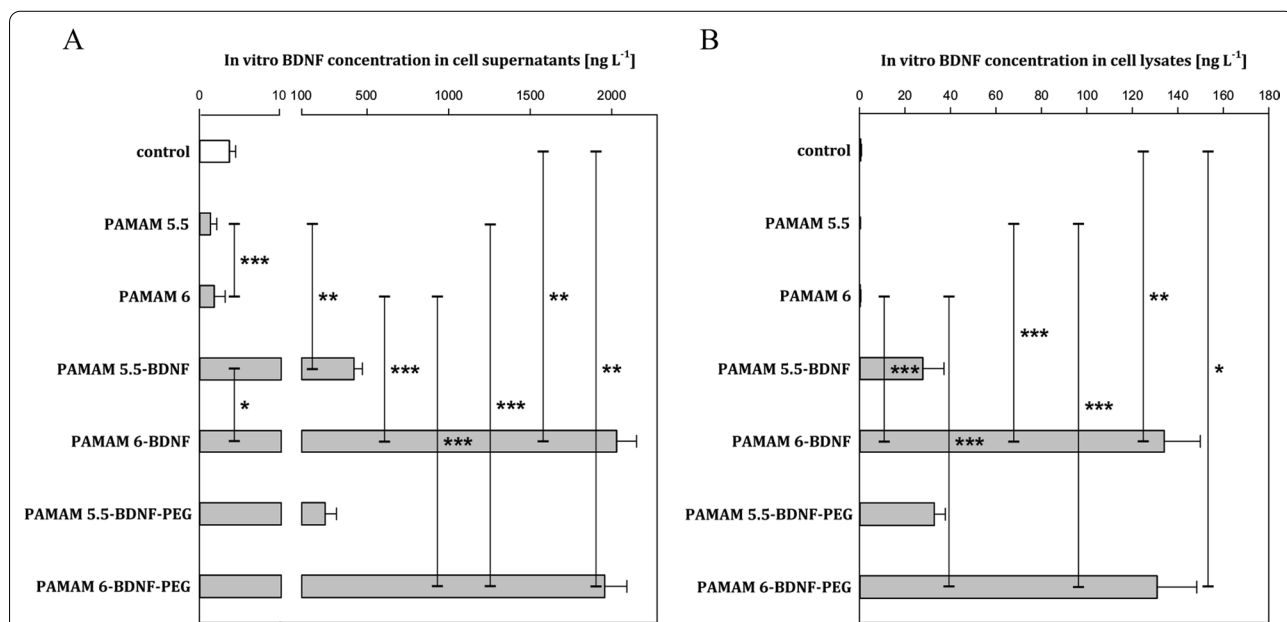 A
In vitro BDNF concentration in cell supernatants [ng L⁻¹]
0 10 100 500 1000 1500 2000
control
PAMAM 5.5
***
PAMAM 6
** **
PAMAM 5.5-BDNF
*** **
* ***
PAMAM 6-BDNF
***
PAMAM 5.5-BDNF-PEG
PAMAM 6-BDNF-PEG
B
In vitro BDNF concentration in cell lysates [ng L⁻¹]
0 20 40 60 80 100 120 140 160 180
control
PAMAM 5.5
PAMAM 6
**
***
PAMAM 5.5-BDNF
*** *
***
PAMAM 6-BDNF
***
PAMAM 5.5-BDNF-PEG
PAMAM 6-BDNF-PEG